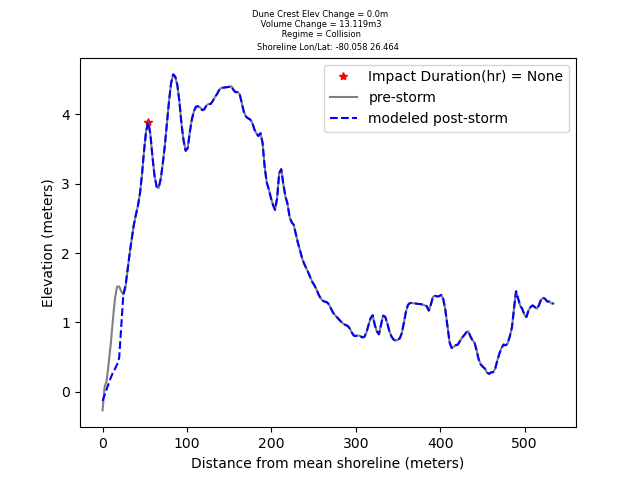 Dune Crest Elev Change = 0.0m
Volume Change = 13.119m3
Regime = Collision
Shoreline Lon/Lat: -80.058 26.464
Impact Duration(hr) = None
pre-storm
modeled post-storm
Elevation (meters)
4
3
2
1
0
0 100 200 300 400 500
Distance from mean shoreline (meters)